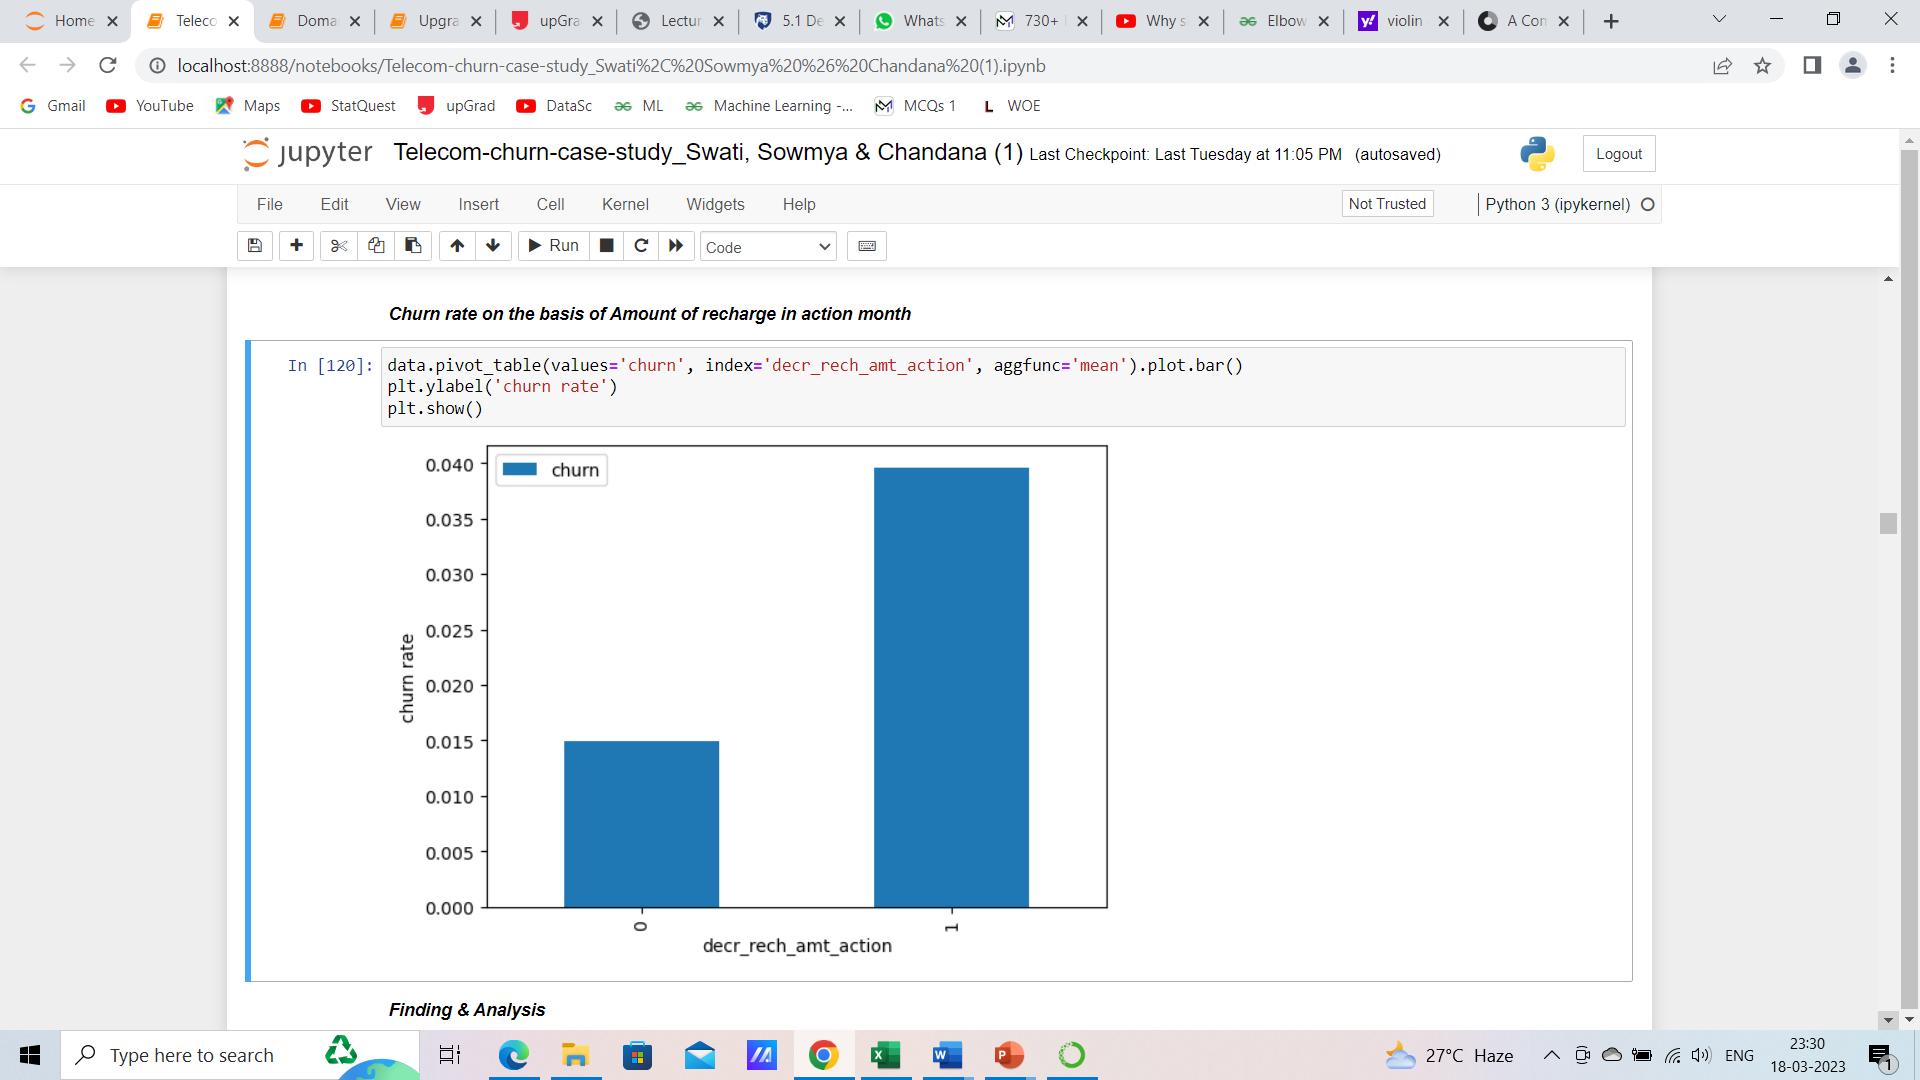 Home
Teleco
Doma
Upgra
upGra
Lectur
5.1 De
Whats
730+
Why s
Elbow
violin
A Con
localhost:8888/notebooks/Telecom-churn-case-study_Swati%2C%20Sowmya%20%26%20Chandana%20(1).ipynb
Gmail
YouTube
Maps
StatQuest
upGrad
DataSc
ML
Machine Learning -...
MCQs 1
L WOE
jupyter Telecom-churn-case-study_Swati, Sowmya & Chandana (1) Last Checkpoint: Last Tuesday at 11:05 PM (autosaved)
Logout
File Edit View Insert Cell Kernel Widgets Help
Not Trusted
Python 3 (ipykernel)
Run
Code
Churn rate on the basis of Amount of recharge in action month
In [120]:
data.pivot_table(values='churn', index='decr_rech_amt_action', aggfunc='mean').plot.bar()
plt.ylabel('churn rate')
plt.show()
churn
0.040
0.035
0.030
0.025
0.020
0.015
0.010
0.005
0.000
churn rate
0
1
decr_rech_amt_action
Finding & Analysis
Type here to search
27°C Haze
ENG
23:30
18-03-2023
1